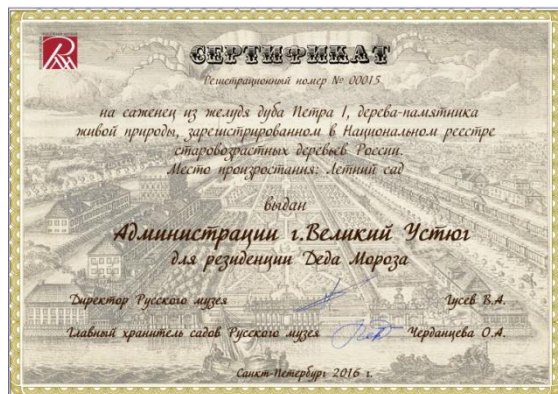 СЕРТИФИКАТ
Регистрационный номер № 00015
на саженец из желудя дуба Петра I, дерева-памятника
живой природы, зарегистрированном в Национальном реестре
старовозрастных деревьев России.
Место произростания: Летний сад
выдан
Администрации г.Великий Устюг
для резиденции Деда Мороза
Директор Русского музея Гусев В.А.
Главный хранитель садов Русского музея Черданцева О.А.
Санкт-Петербург 2016 г.